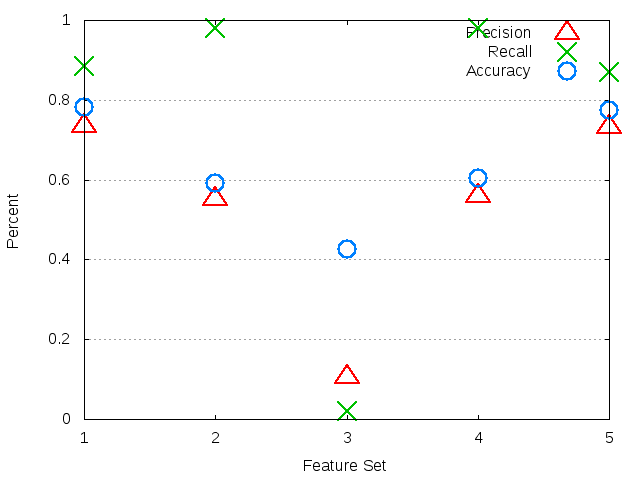 1
0.8
0.6
0.4
0.2
0
Percent
Precision
Recall
Accuracy
1 2 3 4 5
Feature Set